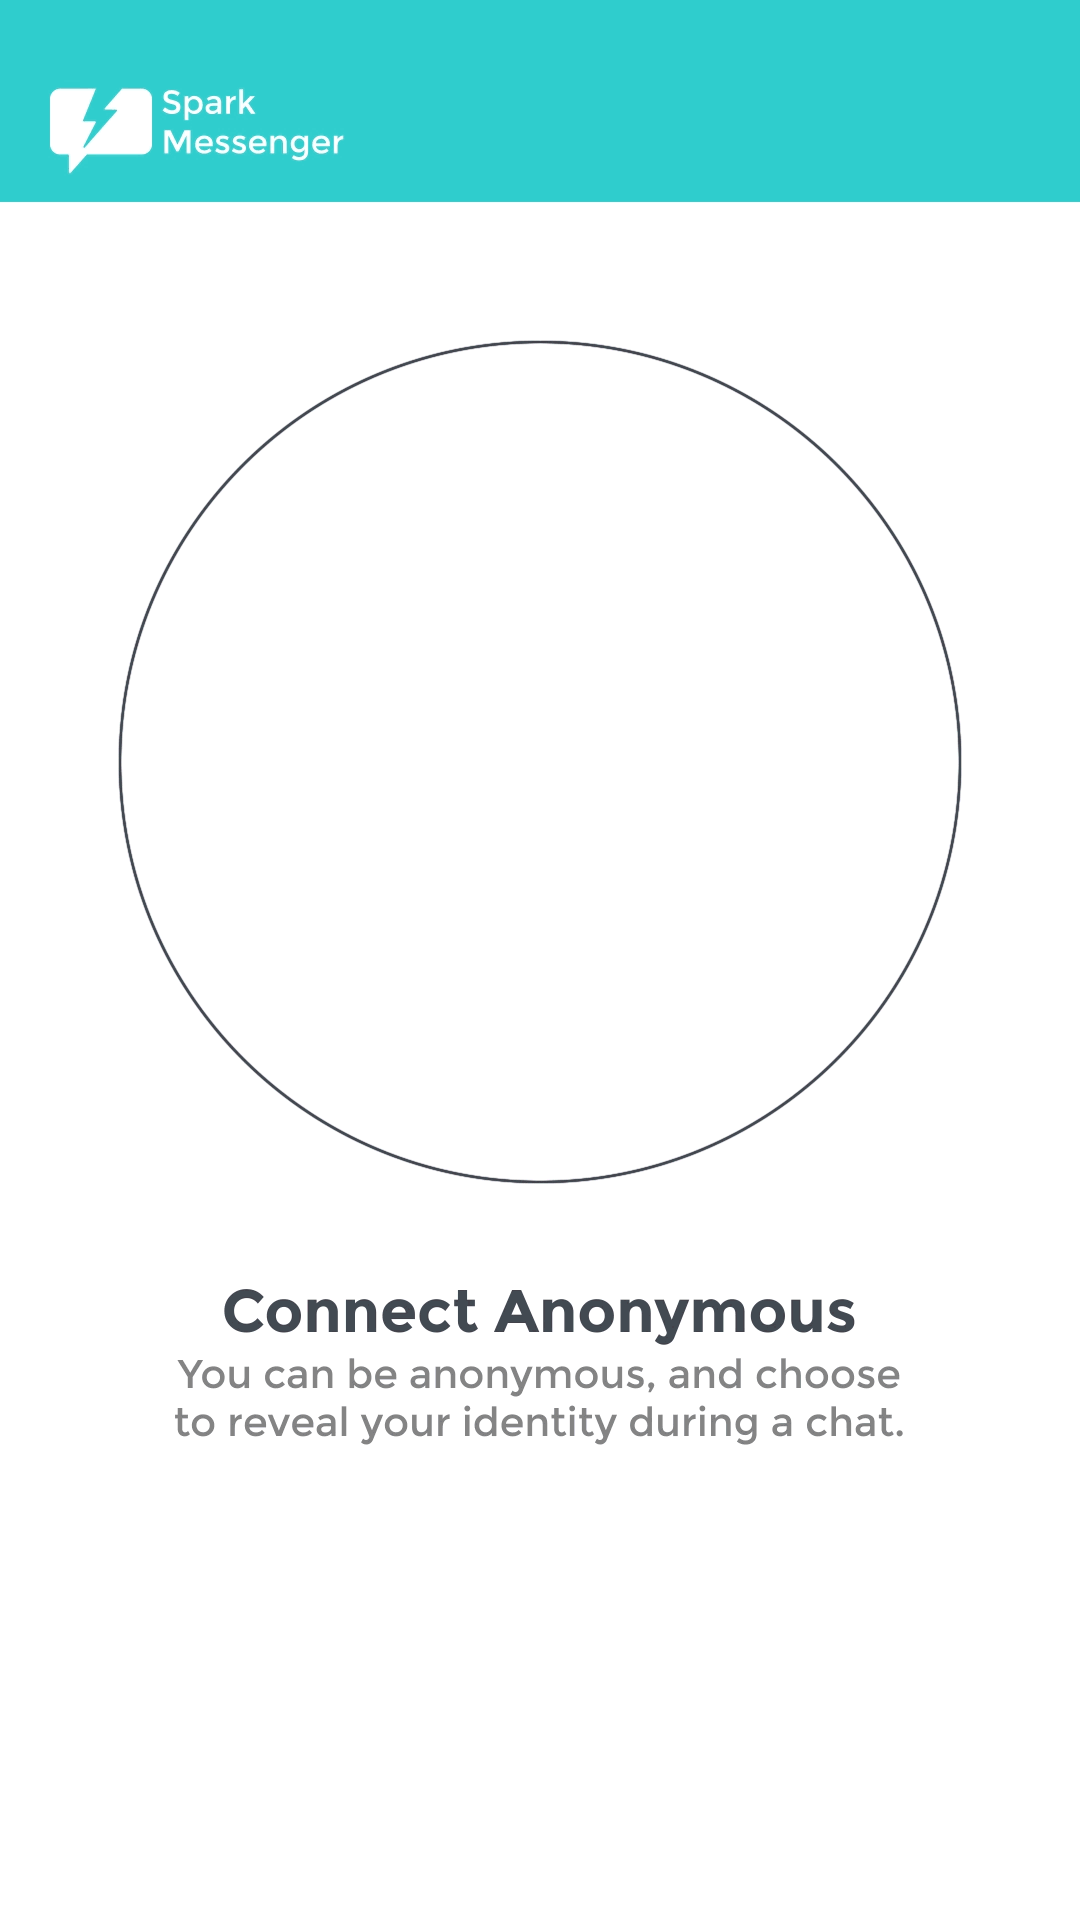 Spark
Messenger
Connect Anonymous
You can be anonymous, and choose
to reveal your identity during a chat.